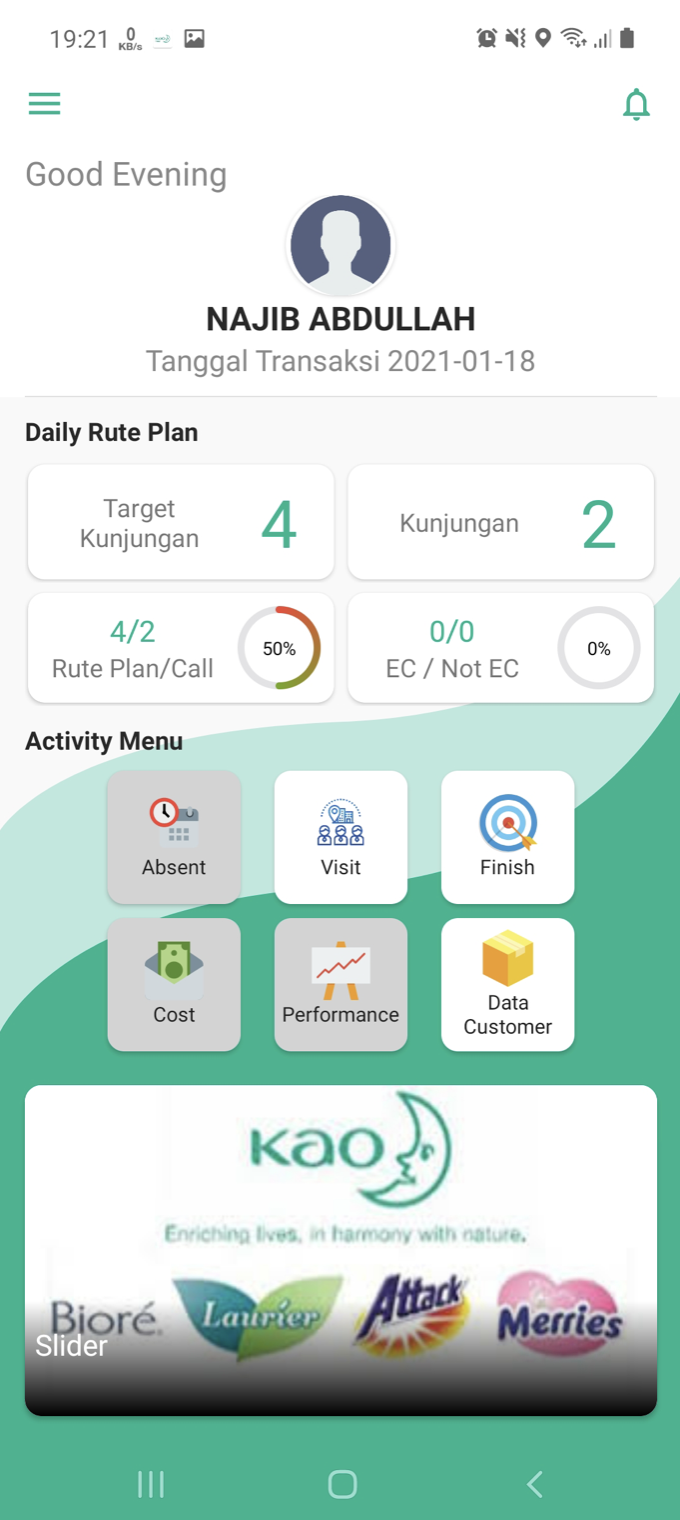 19:21
0
KB/s
Good Evening
NAJIB ABDULLAH
Tanggal Transaksi 2021-01-18
Daily Rute Plan
Target
Kunjungan
4
Kunjungan
2
4/2
Rute Plan/Call
50%
0/0
EC / Not EC
0%
Activity Menu
Absent
Visit
Finish
Cost
Performance
Data
Customer
Kao
Enriching lives, in harmony with nature.
Bioré.
Laurier
Attack
Merries
Slider